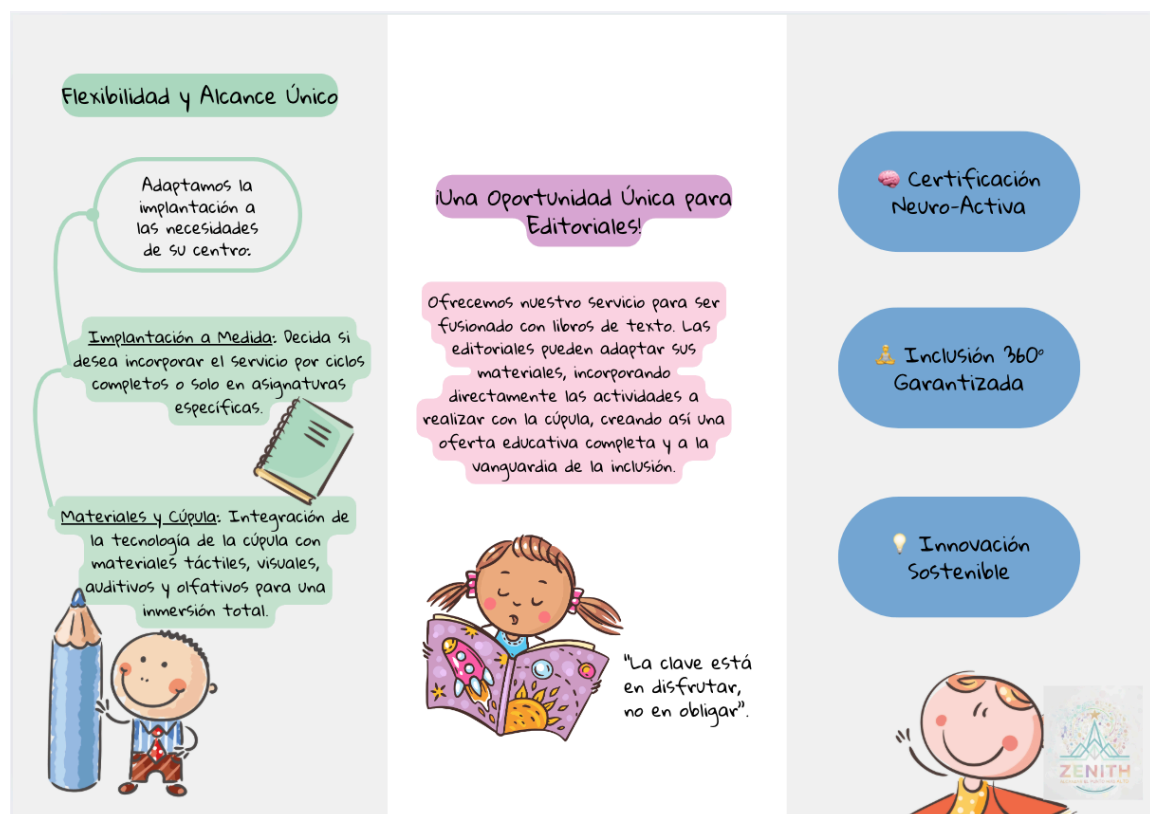 Flexibilidad y Alcance Único
Adaptamos la
implantación a
las necesidades
de su centro:
Implantación a Medida: Decida si
desea incorporar el servicio por ciclos
completos o solo en asignaturas
específicas.
Materiales y Cúpula: Integración de
la tecnología de la cúpula con
materiales táctiles, visuales,
auditivos y olfativos para una
inmersión total.
¡Una Oportunidad Única para
Editoriales!
Ofrecemos nuestro servicio para ser
fusionado con libros de texto. Las
editoriales pueden adaptar sus
materiales, incorporando
directamente las actividades a
realizar con la cúpula, creando así una
oferta educativa completa y a la
vanguardia de la inclusión.
"La clave está
en disfrutar,
no en obligar".
🧠 Certificación
Neuro-Activa
🧘 Inclusión 360º
Garantizada
💡 Innovación
Sostenible
ZENITH